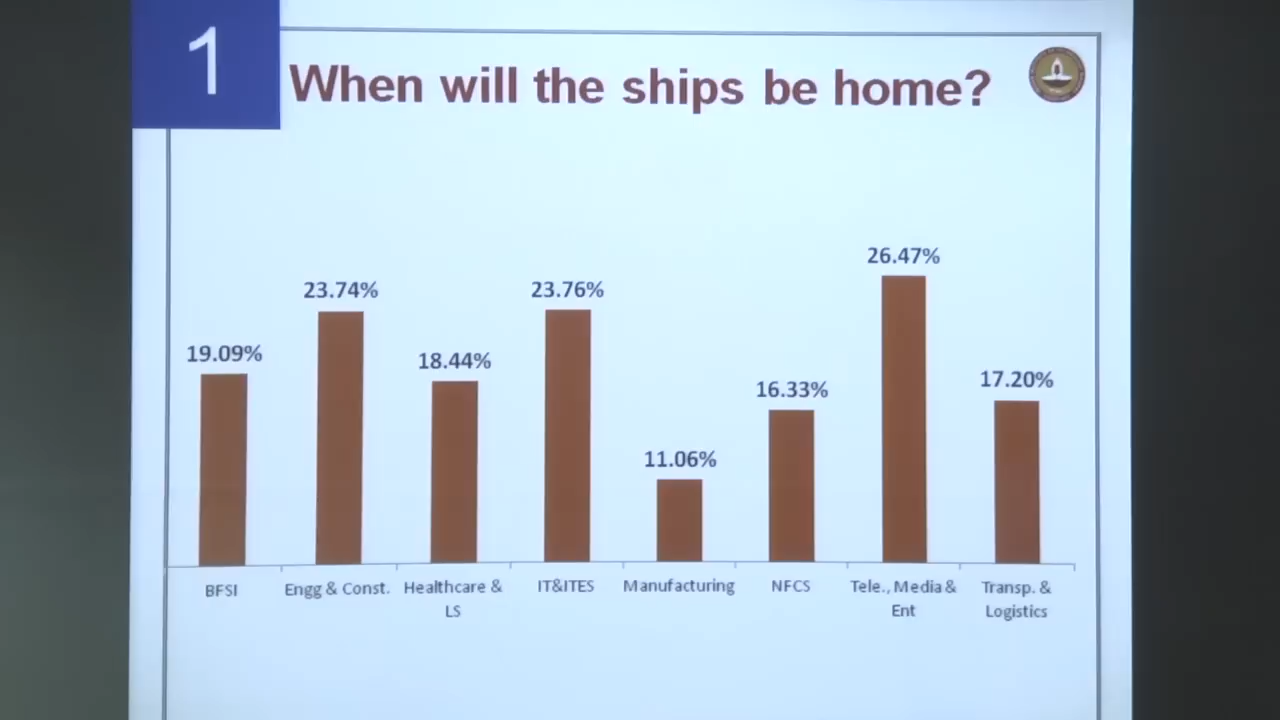 1
When will the ships be home?
26.47%
23.74%
23.76%
19.09%
18.44%
17.20%
16.33%
11.06%
BFSI
Engg & Const.
Healthcare &
LS
IT&ITES
Manufacturing
NFCS
Tele., Media &
Ent
Transp. &
Logistics